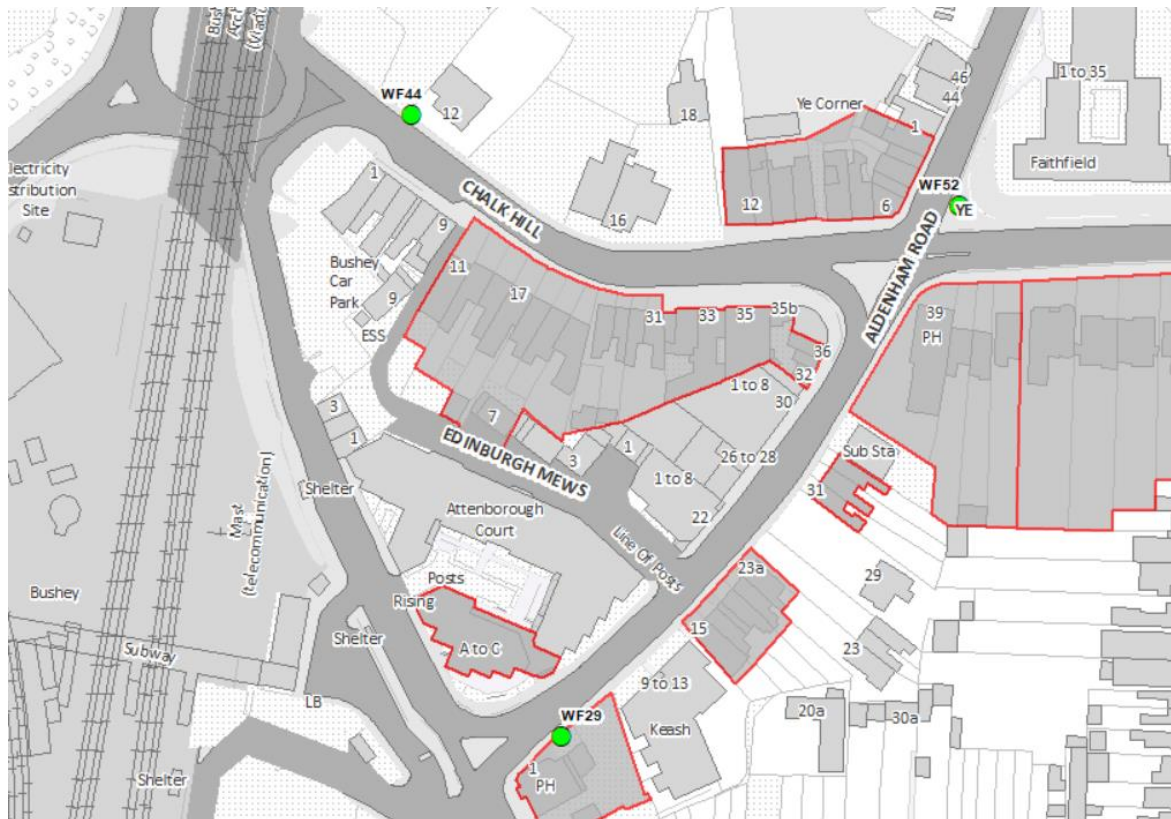 Bushey
Arc
(Viadu
WF44
12
18
Ye Corner
46
44
1
1 to 35
Faithfield
WF52
YE
Electricity
stribution
Site
1
CHALK HILL
16
12
6
ALDENHAM ROAD
9
Bushey
Car
Park
9
ESS
11
17
31
33
35
35b
36
32
39
PH
1 to 8
30
3
1
7
EDINBURGH MEWS
3
1
1 to 8
26 to 28
22
Sub Sta
31
Shelter
Mast
(telecommunication)
Attenborough
Court
Line Of Posts
23a
29
Bushey
Posts
Rising
Shelter
A to C
15
23
Subway
9 to 13
LB
WF29
Keash
20a
30a
Shelter
1
PH